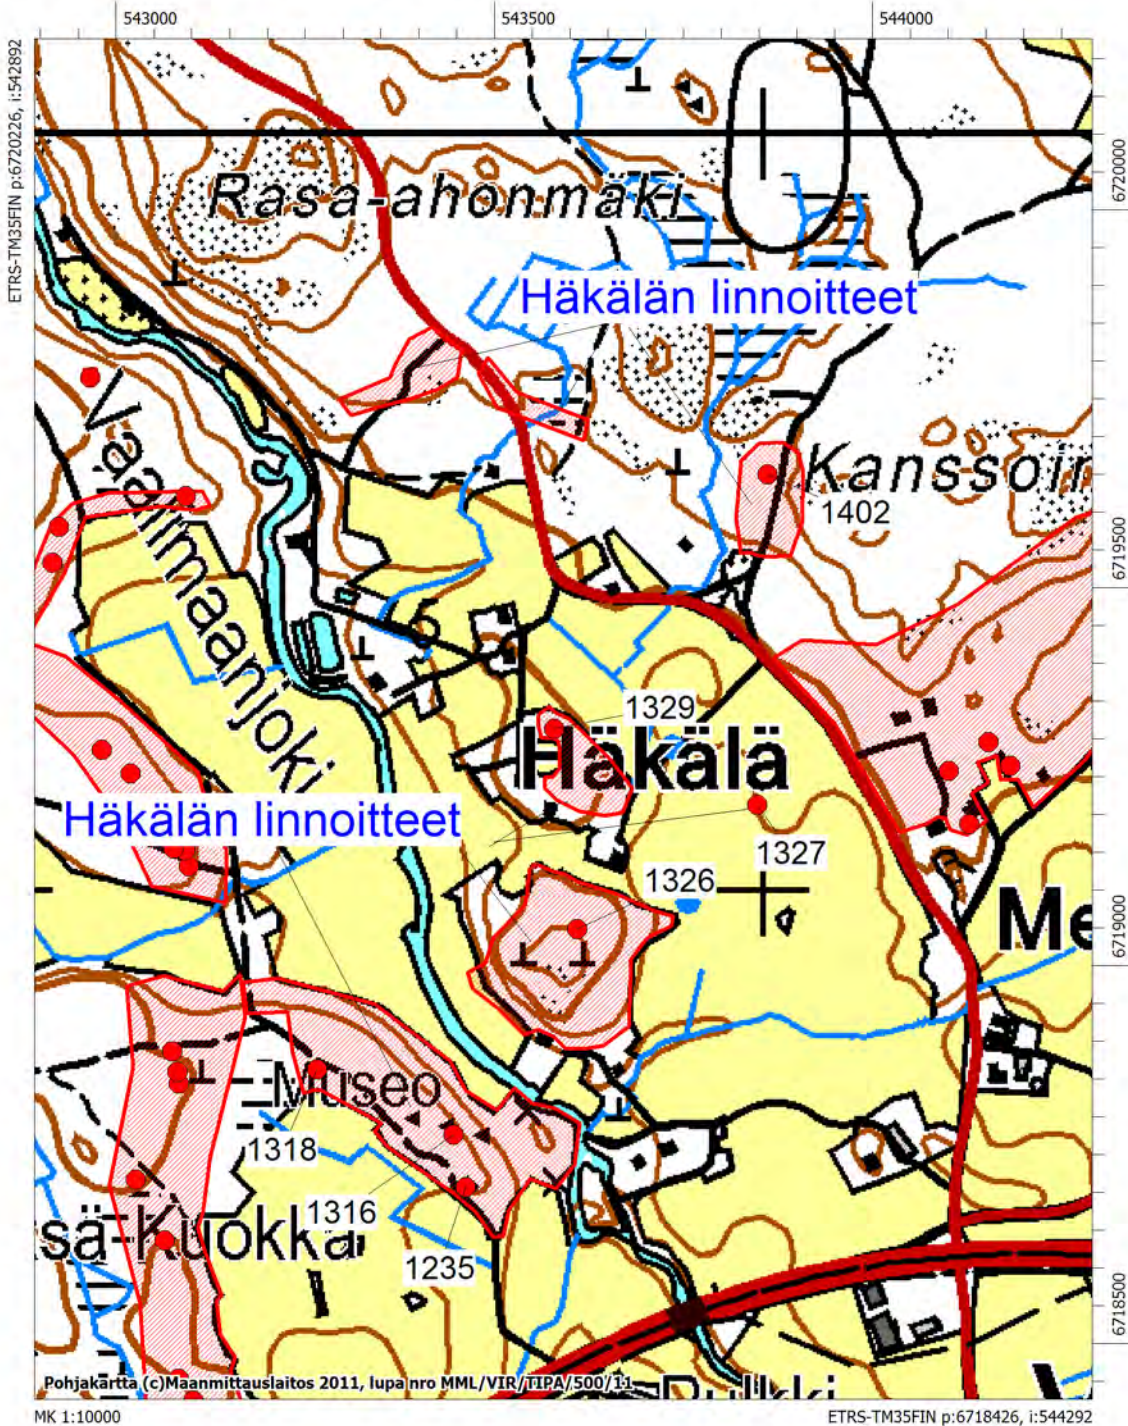 543000
543500
544000
ETRS-TM35FIN p:6720226, i:542892
6720000
Rasa-ahonmäki
Häkälän linnoitteet
Kanssoin
1402
6719500
Vaalimaanjoki
1329
Häkälä
Häkälän linnoitteet
1327
1326
6719000
Me
Museo
1318
1316
sä-Kuokka
1235
6718500
Pohjakartta (c)Maanmittauslaitos 2011, lupa nro MML/VIR/TIPA/500/11
Pulkki
MK 1:10000
ETRS-TM35FIN p:6718426, i:544292